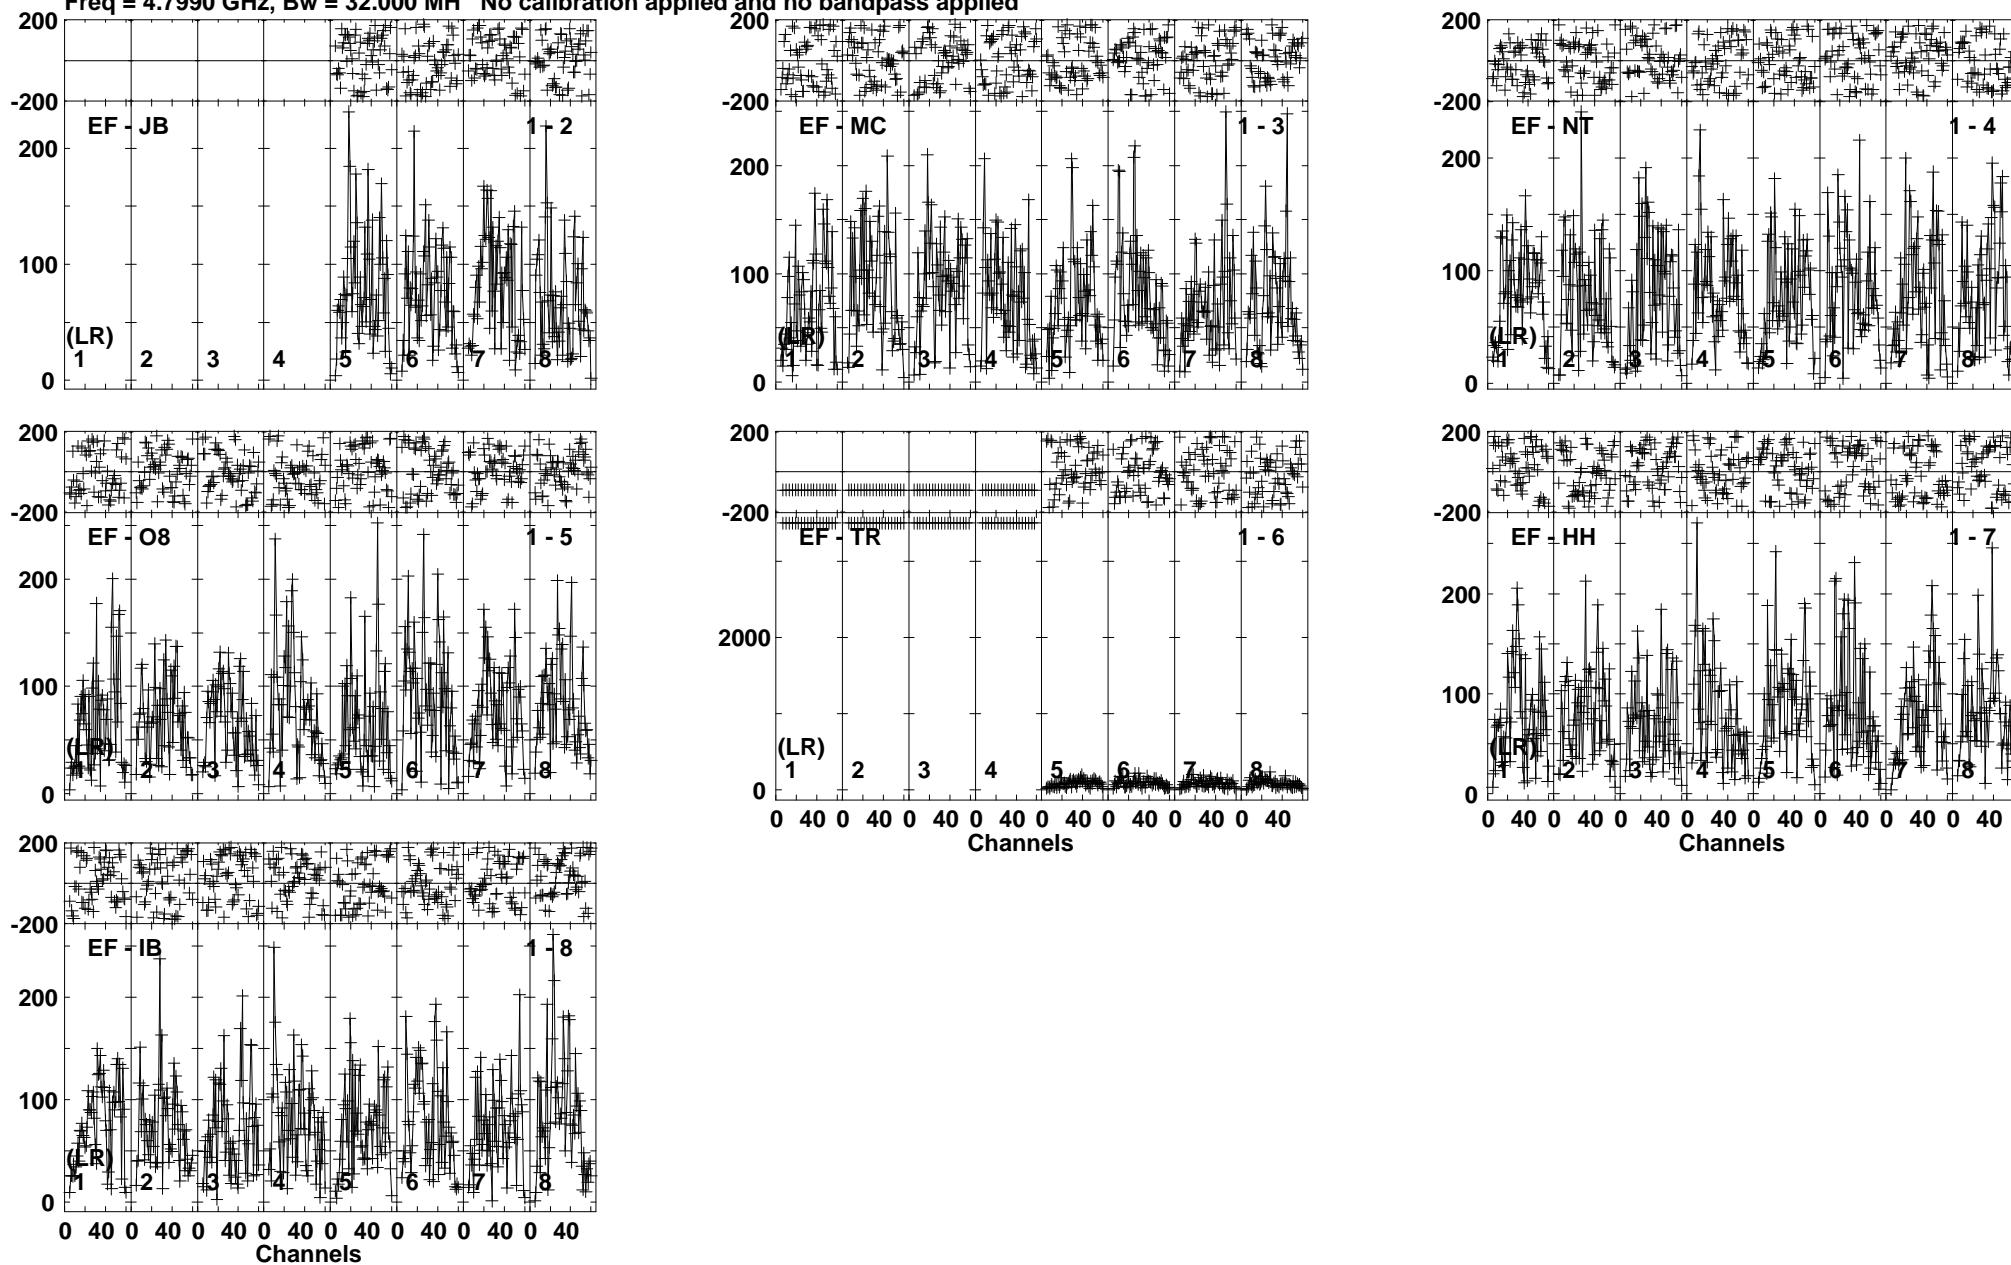 Freq = 4.7990 GHz, Bw = 32.000 MH No calibration applied and no bandpass applied
200
-200
EF - JB 1 - 2
200
100
0
(LR)
1 2 3 4 5 6 7 8
200
-200
EF - MC 1 - 3
200
100
0
(LR)
1 2 3 4 5 6 7 8
200
-200
EF - NT 1 - 4
200
100
0
(LR)
1 2 3 4 5 6 7 8
200
-200
EF - O8 1 - 5
200
100
0
(LR)
1 2 3 4 5 6 7 8
200
-200
EF - TR 1 - 6
2000
0
(LR)
1 2 3 4 5 6 7 8
0 40 0 40 0 40 0 40 0 40 0 40 0 40 0 40
Channels
200
-200
EF - HH 1 - 7
200
100
0
(LR)
1 2 3 4 5 6 7 8
0 40 0 40 0 40 0 40 0 40 0 40 0 40 0 40
Channels
200
-200
EF - IB 1 - 8
200
100
0
(LR)
1 2 3 4 5 6 7 8
0 40 0 40 0 40 0 40 0 40 0 40 0 40 0 40
Channels